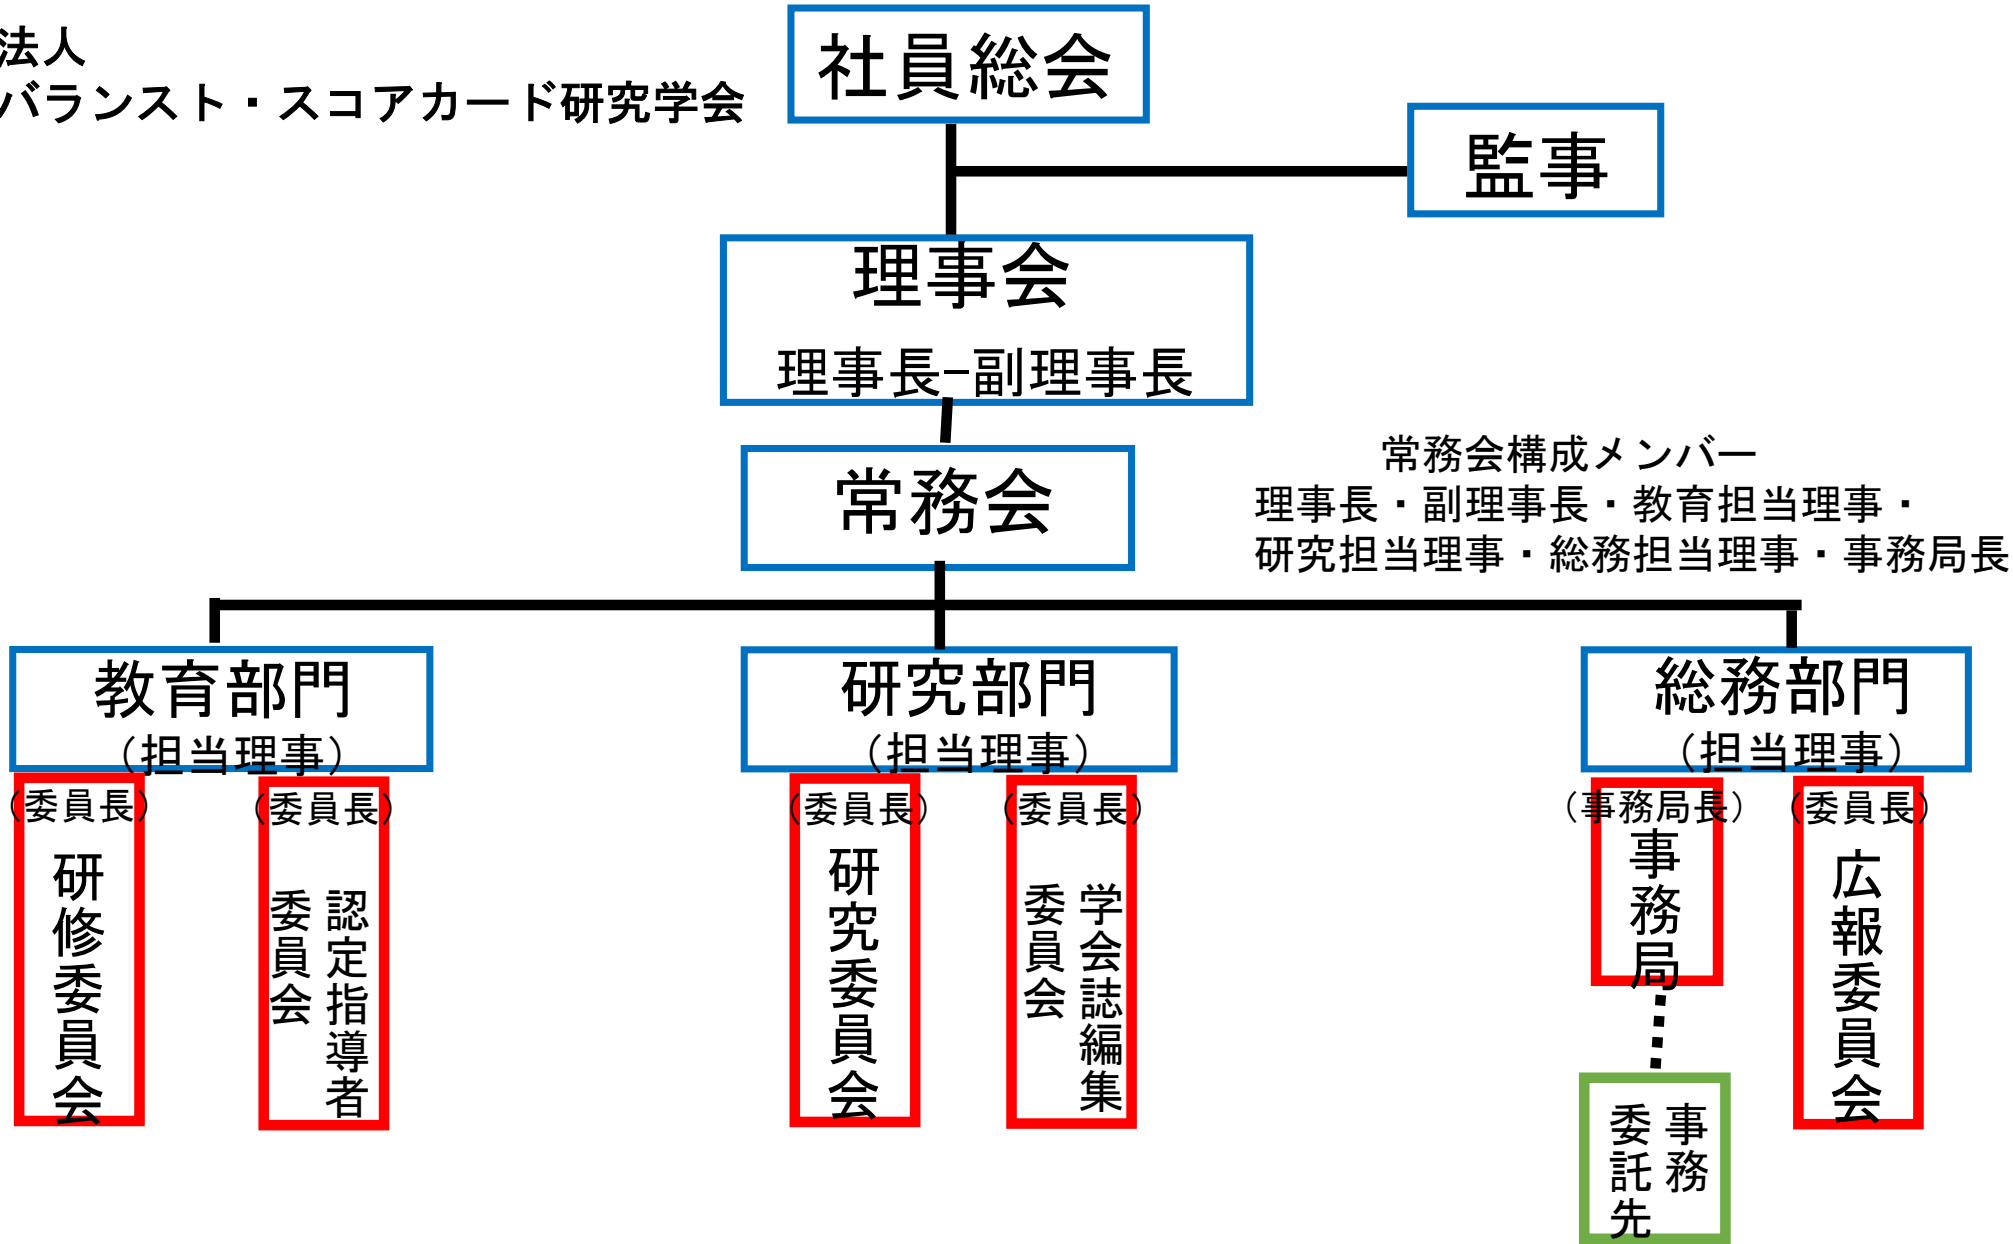 法人
バランスト・スコアカード研究学会
社員総会
監事
理事会
理事長−副理事長
常務会
常務会構成メンバー
理事長・副理事長・教育担当理事・
研究担当理事・総務担当理事・事務局長
教育部門
（担当理事）
研究部門
（担当理事）
総務部門
（担当理事）
（委員長）
研修委員会
（委員長）
認定指導者
委員会
（委員長）
研究委員会
（委員長）
学会誌編集
委員会
（事務局長）
事務局
（委員長）
広報委員会
事務
委託先